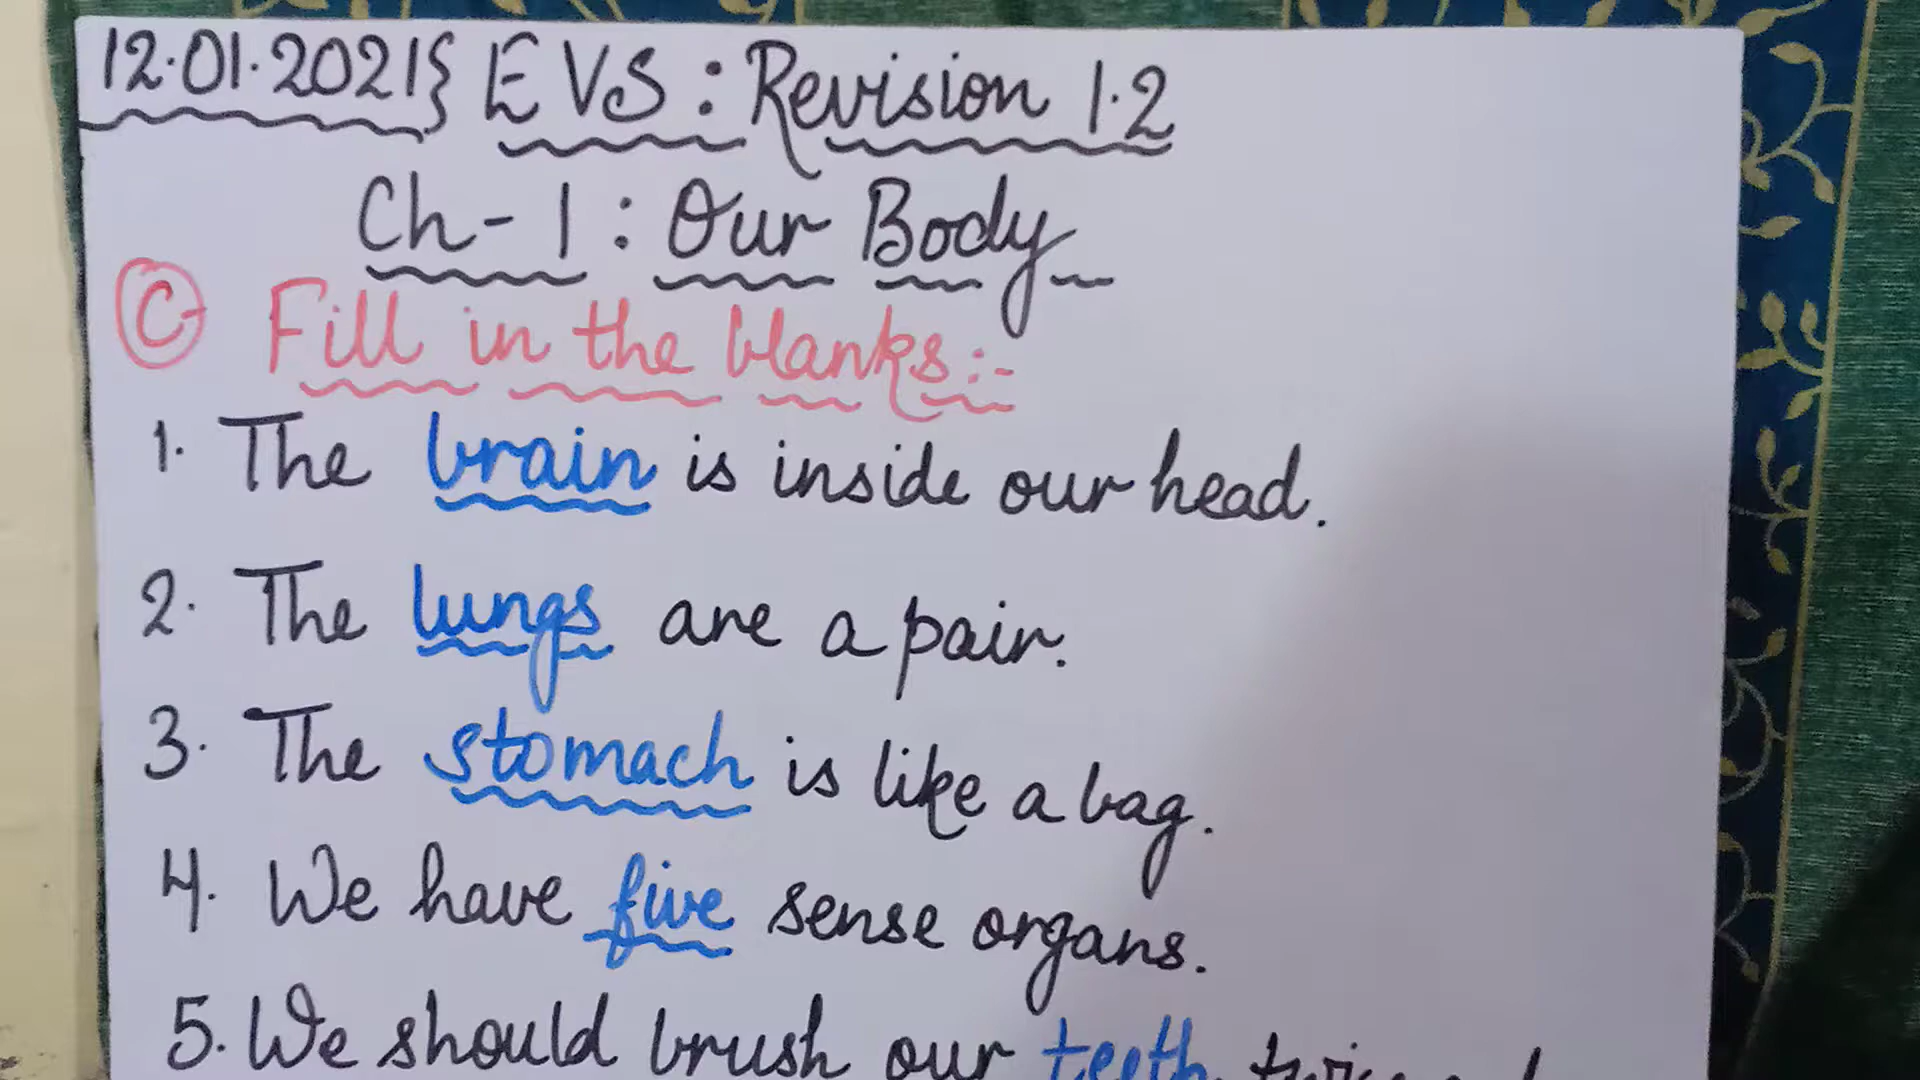 12.01.2021} EVS : Revision 1.2
Ch-1 : Our Body
C Fill in the blanks:-
1. The brain is inside our head.
2. The lungs are a pair.
3. The stomach is like a bag.
4. We have five sense organs.
5. We should brush our teeth